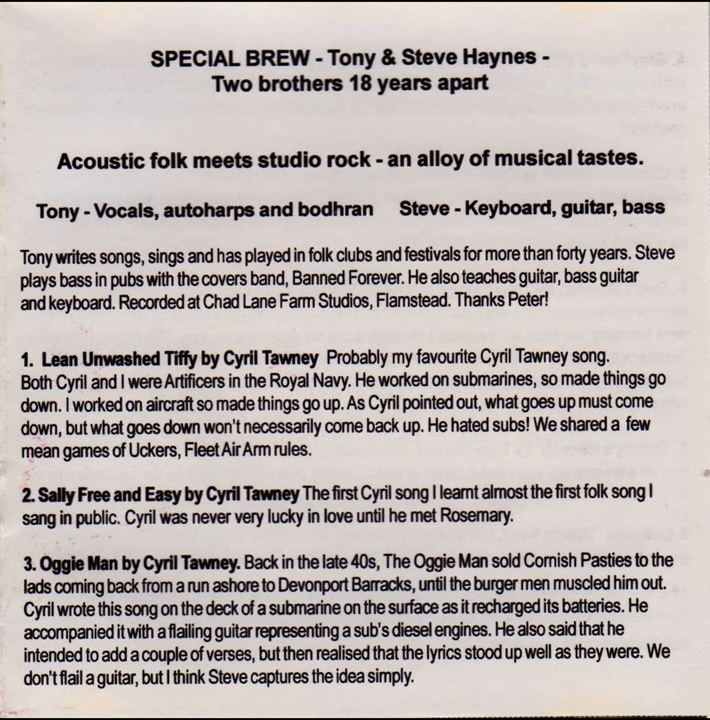 SPECIAL BREW - Tony & Steve Haynes -
Two brothers 18 years apart
Acoustic folk meets studio rock - an alloy of musical tastes.
Tony - Vocals, autoharps and bodhran Steve - Keyboard, guitar, bass
Tony writes songs, sings and has played in folk clubs and festivals for more than forty years. Steve
plays bass in pubs with the covers band, Banned Forever. He also teaches guitar, bass guitar
and keyboard. Recorded at Chad Lane Farm Studios, Flamstead. Thanks Peter!
1. Lean Unwashed Tiffy by Cyril Tawney Probably my favourite Cyril Tawney song.
Both Cyril and I were Artificers in the Royal Navy. He worked on submarines, so made things go
down. I worked on aircraft so made things go up. As Cyril pointed out, what goes up must come
down, but what goes down won't necessarily come back up. He hated subs! We shared a few
mean games of Uckers, Fleet Air Arm rules.
2. Sally Free and Easy by Cyril Tawney The first Cyril song I learnt almost the first folk song I
sang in public. Cyril was never very lucky in love until he met Rosemary.
3. Oggie Man by Cyril Tawney. Back in the late 40s, The Oggie Man sold Cornish Pasties to the
lads coming back from a run ashore to Devonport Barracks, until the burger men muscled him out.
Cyril wrote this song on the deck of a submarine on the surface as it recharged its batteries. He
accompanied it with a flailing guitar representing a sub's diesel engines. He also said that he
intended to add a couple of verses, but then realised that the lyrics stood up well as they were. We
don't flail a guitar, but I think Steve captures the idea simply.